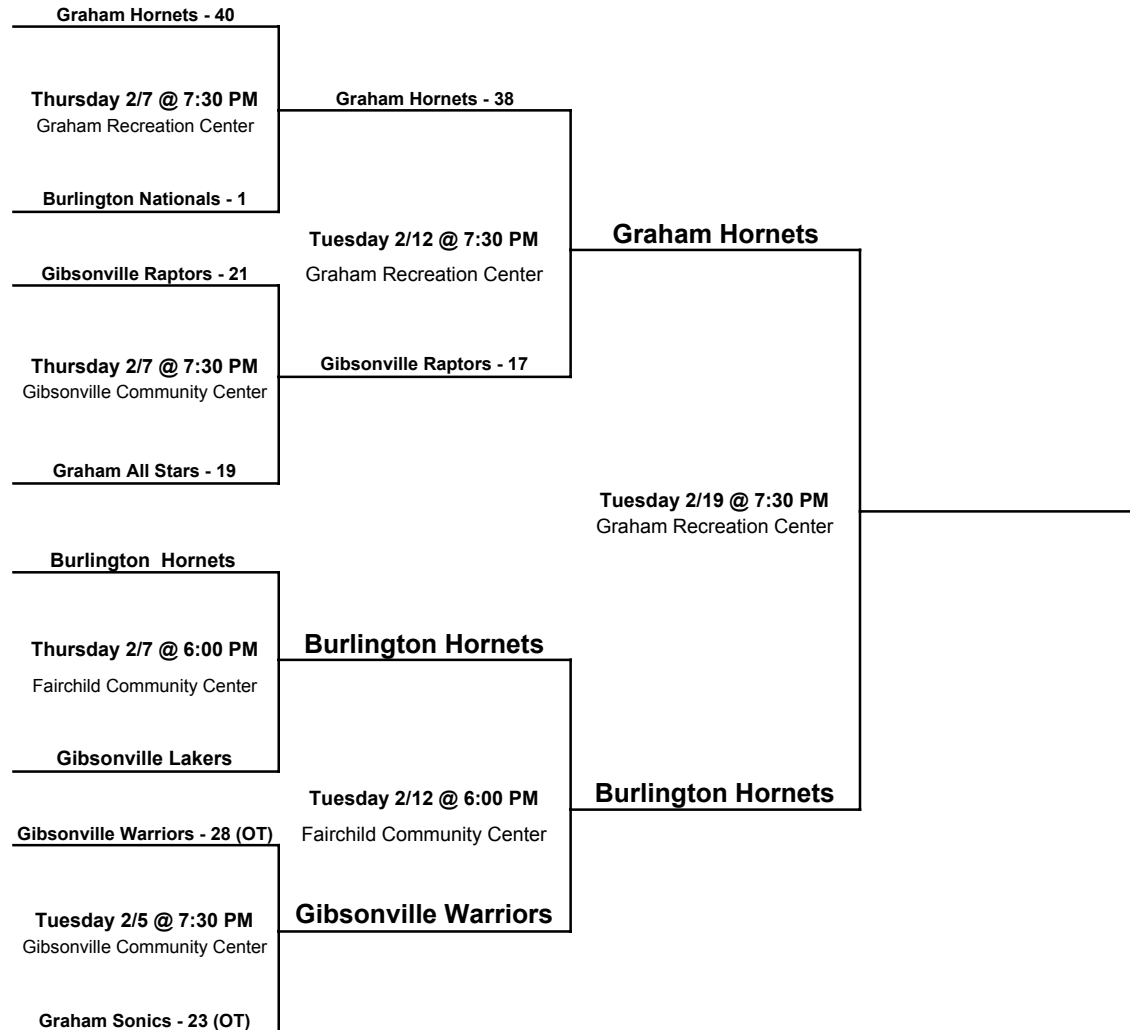 Graham Hornets - 40
Thursday 2/7 @ 7:30 PM
Graham Recreation Center
Burlington Nationals - 1
Gibsonville Raptors - 21
Thursday 2/7 @ 7:30 PM
Gibsonville Community Center
Graham All Stars - 19
Burlington  Hornets
Thursday 2/7 @ 6:00 PM
Fairchild Community Center
Gibsonville Lakers
Gibsonville Warriors - 28 (OT)
Tuesday 2/5 @ 7:30 PM
Gibsonville Community Center
Graham Sonics - 23 (OT)
Graham Hornets - 38
Tuesday 2/12 @ 7:30 PM
Graham Recreation Center
Gibsonville Raptors - 17
Burlington Hornets
Tuesday 2/12 @ 6:00 PM
Fairchild Community Center
Gibsonville Warriors
Graham Hornets
Tuesday 2/19 @ 7:30 PM
Graham Recreation Center
Burlington Hornets